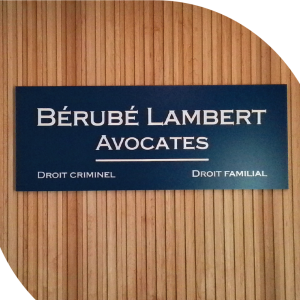 Bérubé Lambert
Avocates
Droit criminel Droit familial